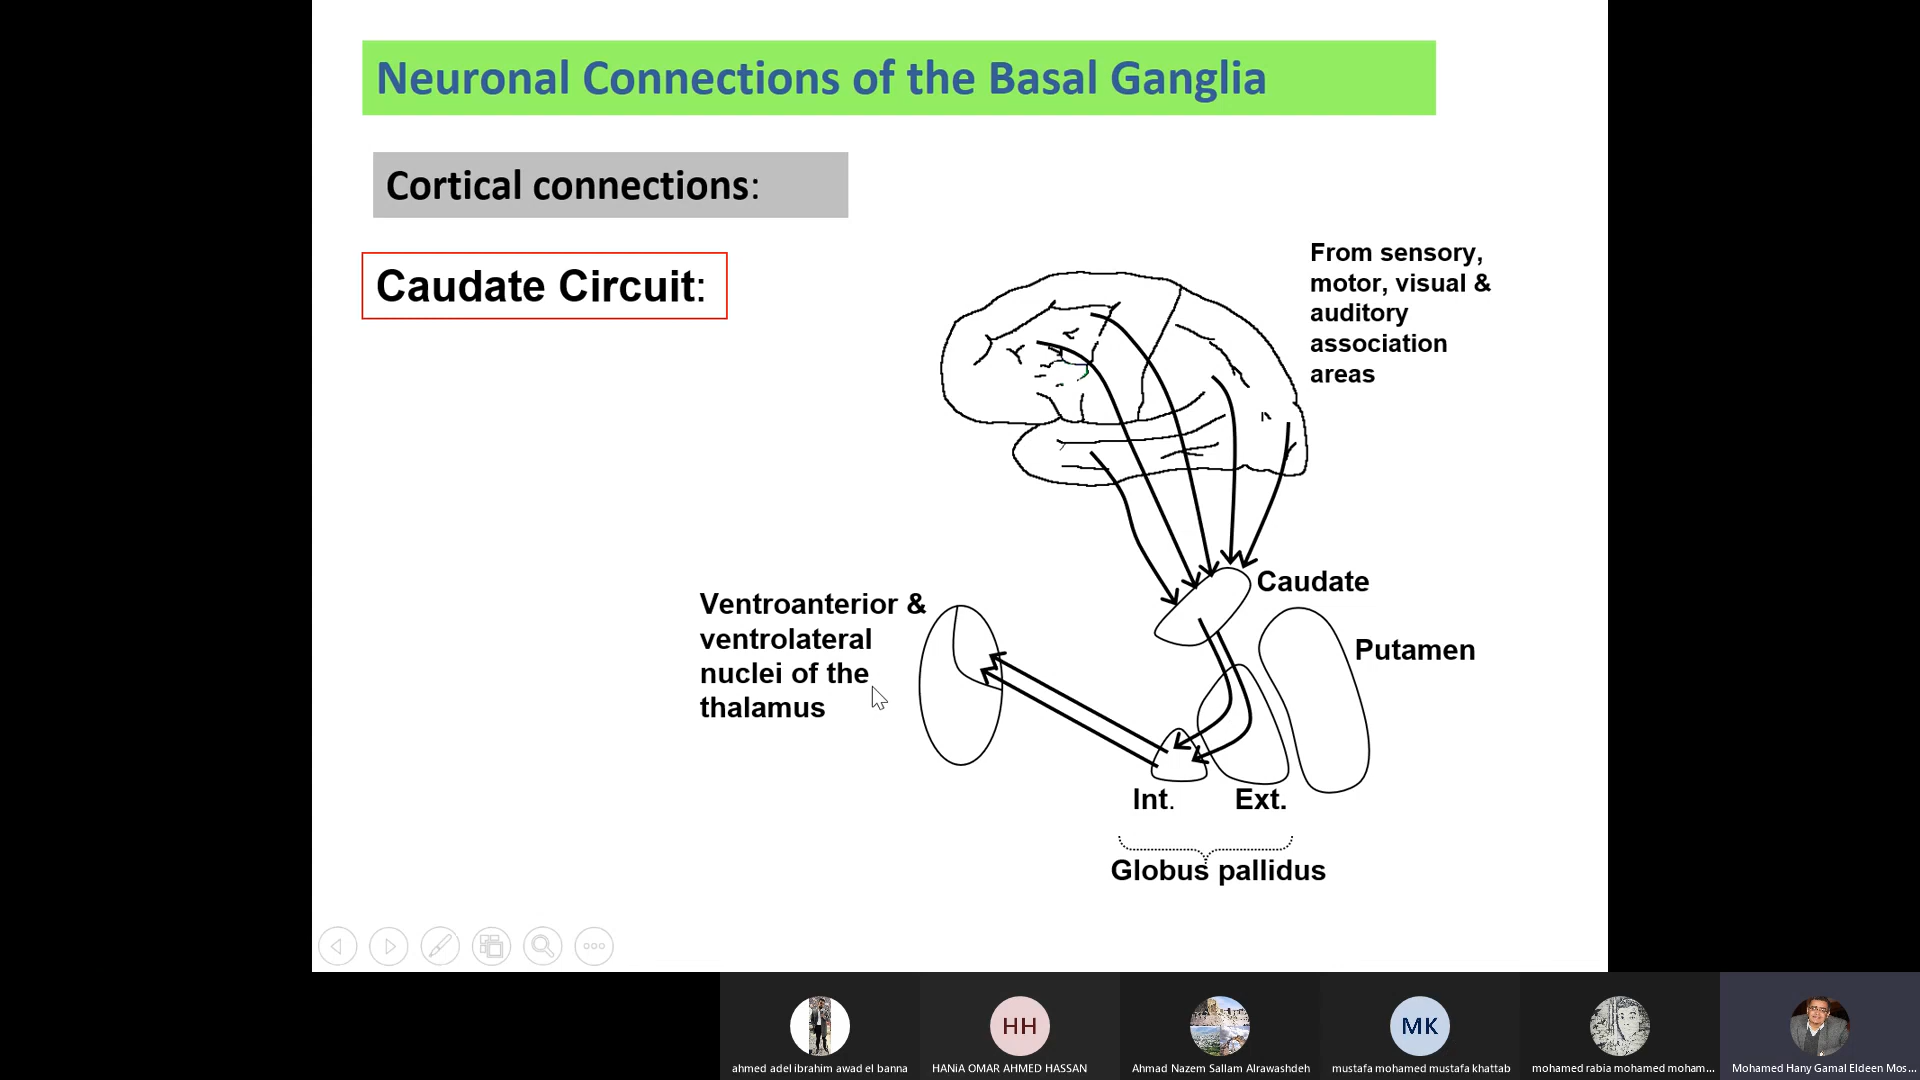 Neuronal Connections of the Basal Ganglia
Cortical connections:
Caudate Circuit:
From sensory,
motor, visual &
auditory
association
areas
Caudate
Putamen
Ventroanterior &
ventrolateral
nuclei of the
thalamus
Int.
Ext.
Globus pallidus
HH
MK
ahmed adel ibrahim awad el banna
HANiA OMAR AHMED HASSAN
Ahmad Nazem Sallam Alrawashdeh
mustafa mohamed mustafa khattab
mohamed rabia mohamed moham...
Mohamed Hany Gamal Eldeen Mos...